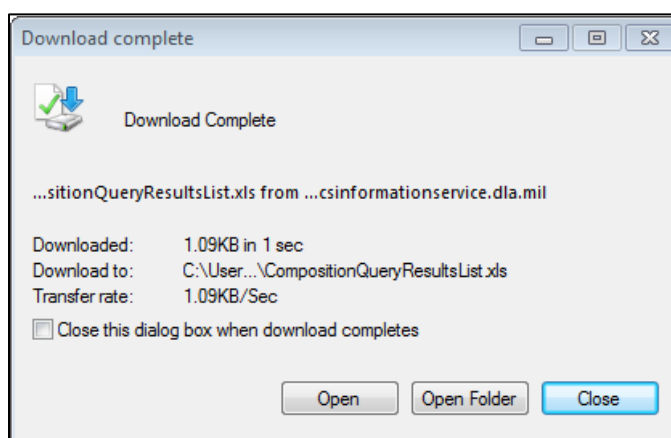 Download complete
Download Complete
...sitionQueryResultsList.xls from ...csinformationservice.dla.mil
Downloaded: 1.09KB in 1 sec
Download to: C:\User...\CompositionQueryResultsList.xls
Transfer rate: 1.09KB/Sec
Close this dialog box when download completes
Open Open Folder Close